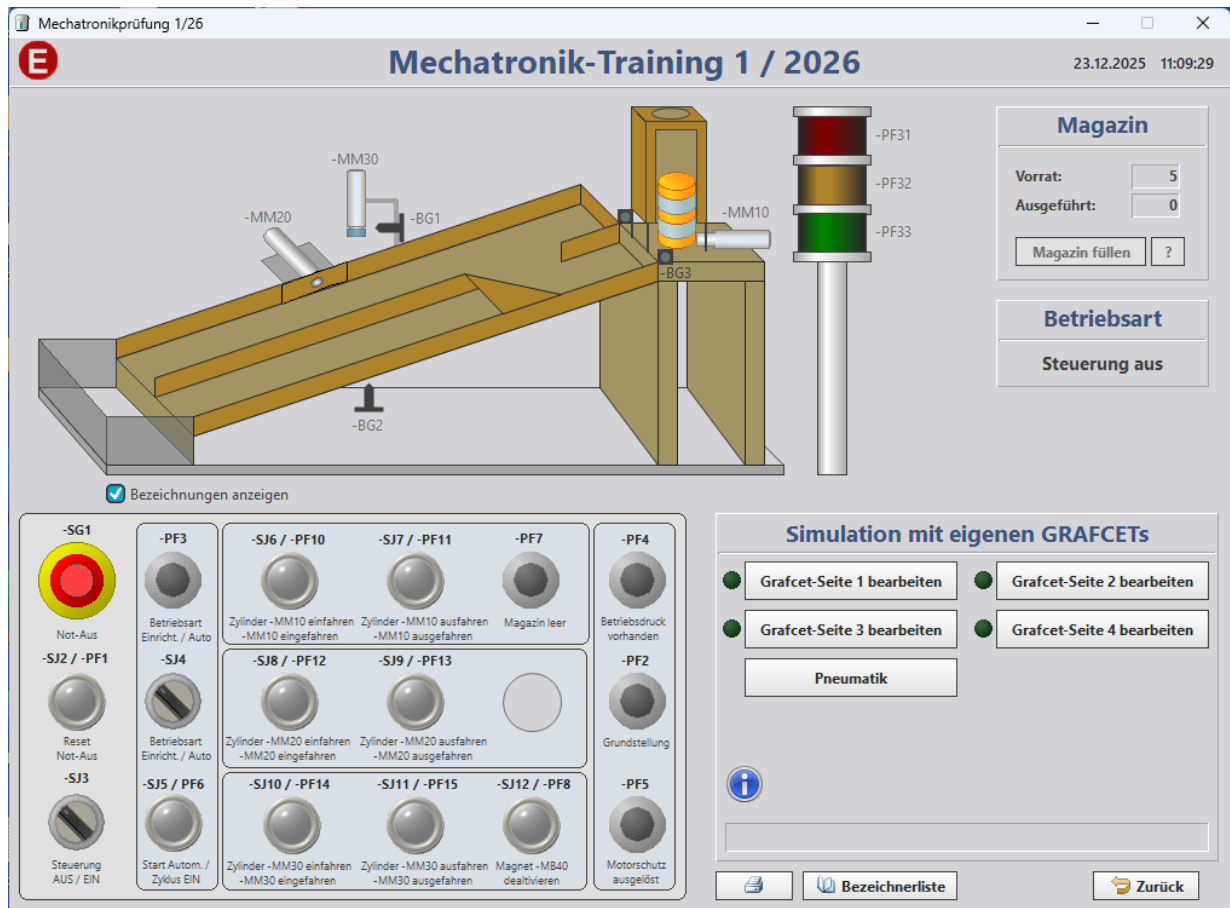 Mechatronikprüfung 1/26
E
Mechatronik-Training 1 / 2026
23.12.2025 11:09:29
-MM30
-MM20
-BG1
-MM10
-BG3
-BG2
-PF31
-PF32
-PF33
Magazin
Vorrat: 5
Ausgeführt: 0
Magazin füllen ?
Betriebsart
Steuerung aus
Bezeichnungen anzeigen
-SG1
Not-Aus
-SJ2 / -PF1
Reset
Not-Aus
-SJ3
Steuerung
AUS / EIN
-PF3
Betriebsart
Einricht. / Auto
-SJ4
Betriebsart
Einricht. / Auto
-SJ5 / PF6
Start Autom. /
Zyklus EIN
-SJ6 / -PF10
Zylinder -MM10 einfahren
-MM10 eingefahren
-SJ7 / -PF11
Zylinder -MM10 ausfahren
-MM10 ausgefahren
-PF7
Magazin leer
-SJ8 / -PF12
Zylinder -MM20 einfahren
-MM20 eingefahren
-SJ9 / -PF13
Zylinder -MM20 ausfahren
-MM20 ausgefahren
-SJ10 / -PF14
Zylinder -MM30 einfahren
-MM30 eingefahren
-SJ11 / -PF15
Zylinder -MM30 ausfahren
-MM30 ausgefahren
-SJ12 / -PF8
Magnet -MB40
dealtivieren
-PF4
Betriebsdruck
vorhanden
-PF2
Grundstellung
-PF5
Motorschutz
ausgelöst
Simulation mit eigenen GRAFCETs
Grafcet-Seite 1 bearbeiten
Grafcet-Seite 2 bearbeiten
Grafcet-Seite 3 bearbeiten
Grafcet-Seite 4 bearbeiten
Pneumatik
i
Bezeichnerliste
Zurück